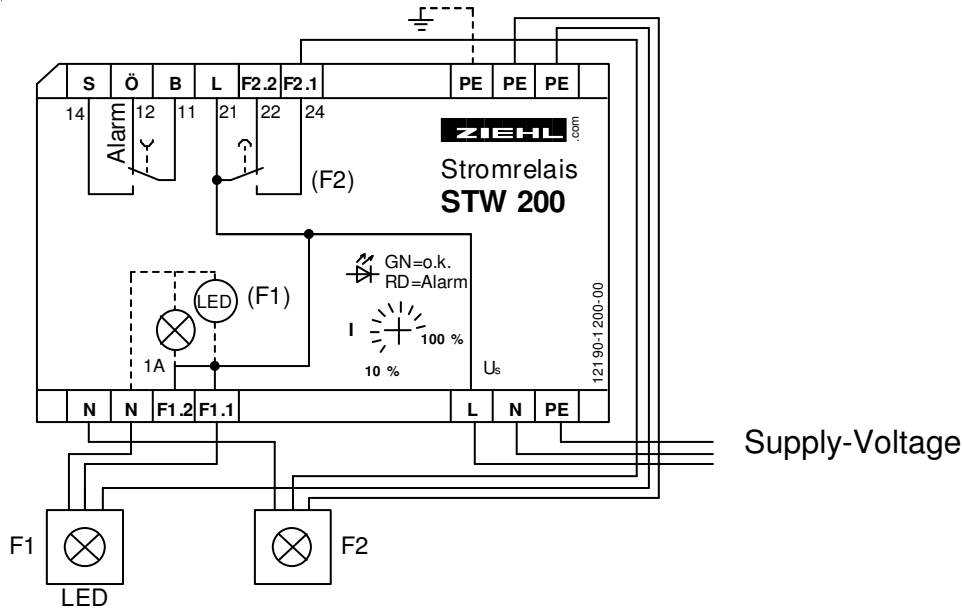 S Ö B L F2.2 F2.1 PE PE PE
14 12 11 21 22 24
Alarm
(F2)
ZIEHL .com
Stromrelais
STW 200
GN=o.k.
RD=Alarm
LED (F1)
I
100 %
10 %
1A
Us
12190-1200-00
N N F1.2 F1.1 L N PE
Supply-Voltage
F1
F2
LED